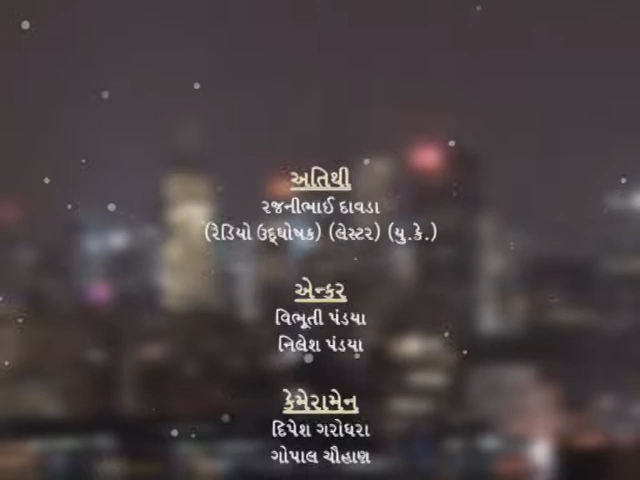 અતિથી
રજનીભાઈ દાવડા
(રેડિયો ઉદ્ઘોષક) (લેસ્ટર) (યુ.કે.)
એન્કર
વિભૂતી પંડયા
નિલેશ પંડયા
કેમેરામેન
દિપેશ ગરોધરા
ગોપાલ ચૌહાણ